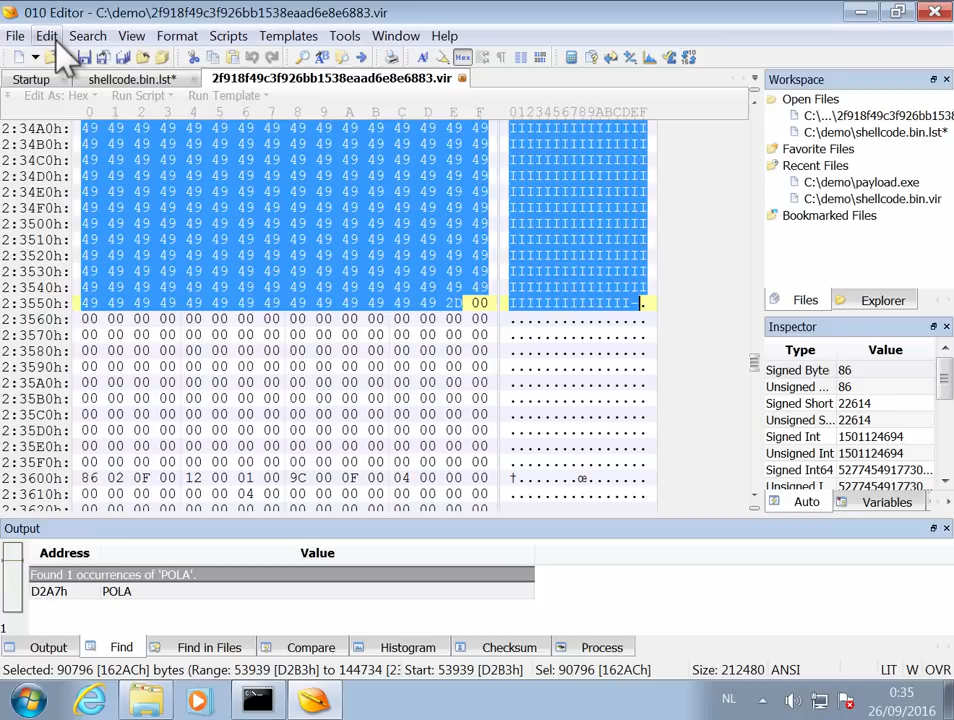 010 Editor - C:\demo\2f918f49c3f926bb1538eaad6e8e6883.vir
File Edit Search View Format Scripts Templates Tools Window Help
Startup shellcode.bin.lst* 2f918f49c3f926bb1538eaad6e8e6883.vir
Edit As: Hex Run Script Run Template
0 1 2 3 4 5 6 7 8 9 A B C D E F 0123456789ABCDEF
2:34A0h: 49 49 49 49 49 49 49 49 49 49 49 49 49 49 49 49 IIIIIIIIIIIIIIII
2:34B0h: 49 49 49 49 49 49 49 49 49 49 49 49 49 49 49 49 IIIIIIIIIIIIIIII
2:34C0h: 49 49 49 49 49 49 49 49 49 49 49 49 49 49 49 49 IIIIIIIIIIIIIIII
2:34D0h: 49 49 49 49 49 49 49 49 49 49 49 49 49 49 49 49 IIIIIIIIIIIIIIII
2:34E0h: 49 49 49 49 49 49 49 49 49 49 49 49 49 49 49 49 IIIIIIIIIIIIIIII
2:34F0h: 49 49 49 49 49 49 49 49 49 49 49 49 49 49 49 49 IIIIIIIIIIIIIIII
2:3500h: 49 49 49 49 49 49 49 49 49 49 49 49 49 49 49 49 IIIIIIIIIIIIIIII
2:3510h: 49 49 49 49 49 49 49 49 49 49 49 49 49 49 49 49 IIIIIIIIIIIIIIII
2:3520h: 49 49 49 49 49 49 49 49 49 49 49 49 49 49 49 49 IIIIIIIIIIIIIIII
2:3530h: 49 49 49 49 49 49 49 49 49 49 49 49 49 49 49 49 IIIIIIIIIIIIIIII
2:3540h: 49 49 49 49 49 49 49 49 49 49 49 49 49 49 49 49 IIIIIIIIIIIIIIII
2:3550h: 49 49 49 49 49 49 49 49 49 49 49 49 49 49 2D 00 IIIIIIIIIIIIII-.
2:3560h: 00 00 00 00 00 00 00 00 00 00 00 00 00 00 00 00 ................
2:3570h: 00 00 00 00 00 00 00 00 00 00 00 00 00 00 00 00 ................
2:3580h: 00 00 00 00 00 00 00 00 00 00 00 00 00 00 00 00 ................
2:3590h: 00 00 00 00 00 00 00 00 00 00 00 00 00 00 00 00 ................
2:35A0h: 00 00 00 00 00 00 00 00 00 00 00 00 00 00 00 00 ................
2:35B0h: 00 00 00 00 00 00 00 00 00 00 00 00 00 00 00 00 ................
2:35C0h: 00 00 00 00 00 00 00 00 00 00 00 00 00 00 00 00 ................
2:35D0h: 00 00 00 00 00 00 00 00 00 00 00 00 00 00 00 00 ................
2:35E0h: 00 00 00 00 00 00 00 00 00 00 00 00 00 00 00 00 ................
2:35F0h: 00 00 00 00 00 00 00 00 00 00 00 00 00 00 00 00 ................
2:3600h: 86 02 0F 00 12 00 01 00 9C 00 0F 00 04 00 00 00 †.......œ.......
2:3610h: 00 00 00 00 00 00 04 00 00 00 00 00 00 00 00 00 ................
Workspace
Open Files
C:\...\2f918f49c3f926bb1538
C:\demo\shellcode.bin.lst*
Favorite Files
Recent Files
C:\demo\payload.exe
C:\demo\shellcode.bin.vir
Bookmarked Files
Files Explorer
Inspector
Type Value
Signed Byte 86
Unsigned ... 86
Signed Short 22614
Unsigned S... 22614
Signed Int 1501124694
Unsigned Int 1501124694
Signed Int64 5277454917730...
Unsigned I... 5277454917730...
Auto Variables
Output
Address Value
Found 1 occurrences of 'POLA'.
D2A7h POLA
1
Output Find Find in Files Compare Histogram Checksum Process
Selected: 90796 [162ACh] bytes (Range: 53939 [D2B3h] to 144734 [23 Start: 53939 [D2B3h] Sel: 90796 [162ACh] Size: 212480 ANSI LIT W OVR
NL 0:35
26/09/2016